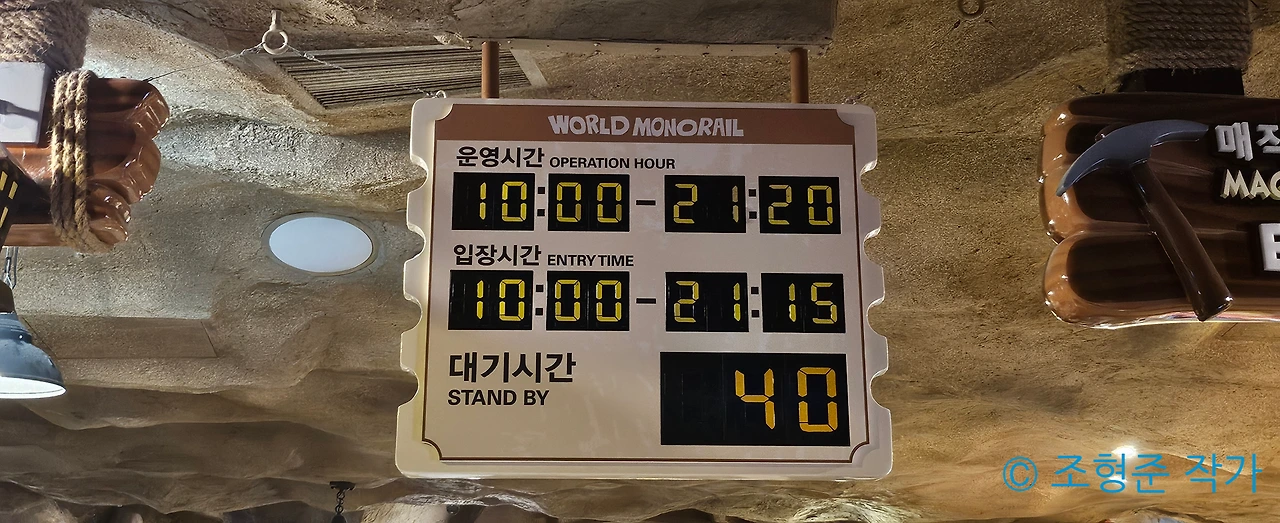 WORLD MONORAIL
운영시간 OPERATION HOUR
10:00-21:20
입장시간 ENTRY TIME
10:00-21:15
대기시간
STAND BY
40
© 조형준 작가